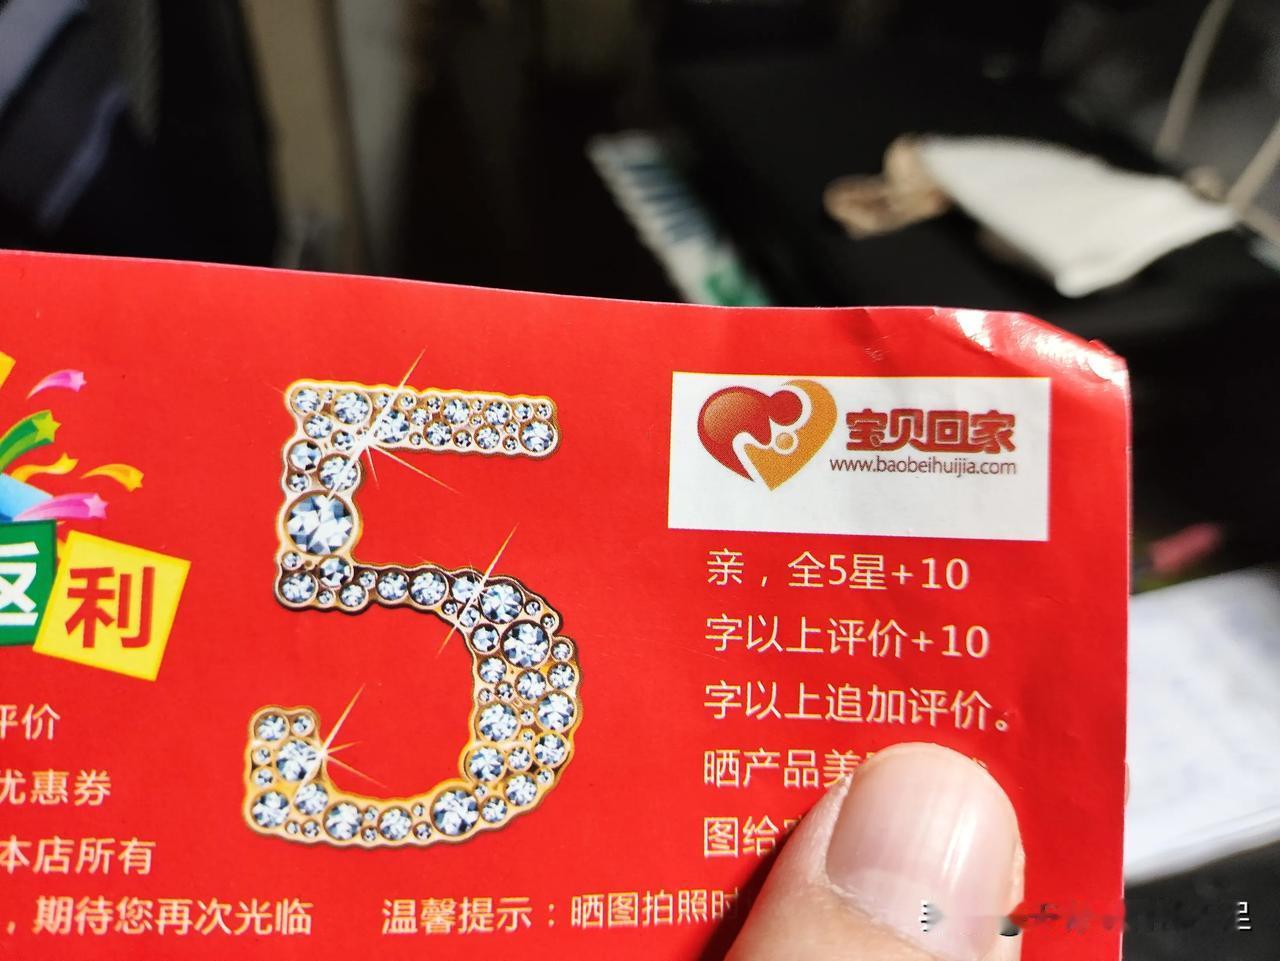 宝贝回家
www.baobeihuijia.com
5
返利
亲，全5星+10
字以上评价+10
字以上追加评价。
晒产品美
图给
评价
优惠券
本店所有
，期待您再次光临
温馨提示：晒图拍照时